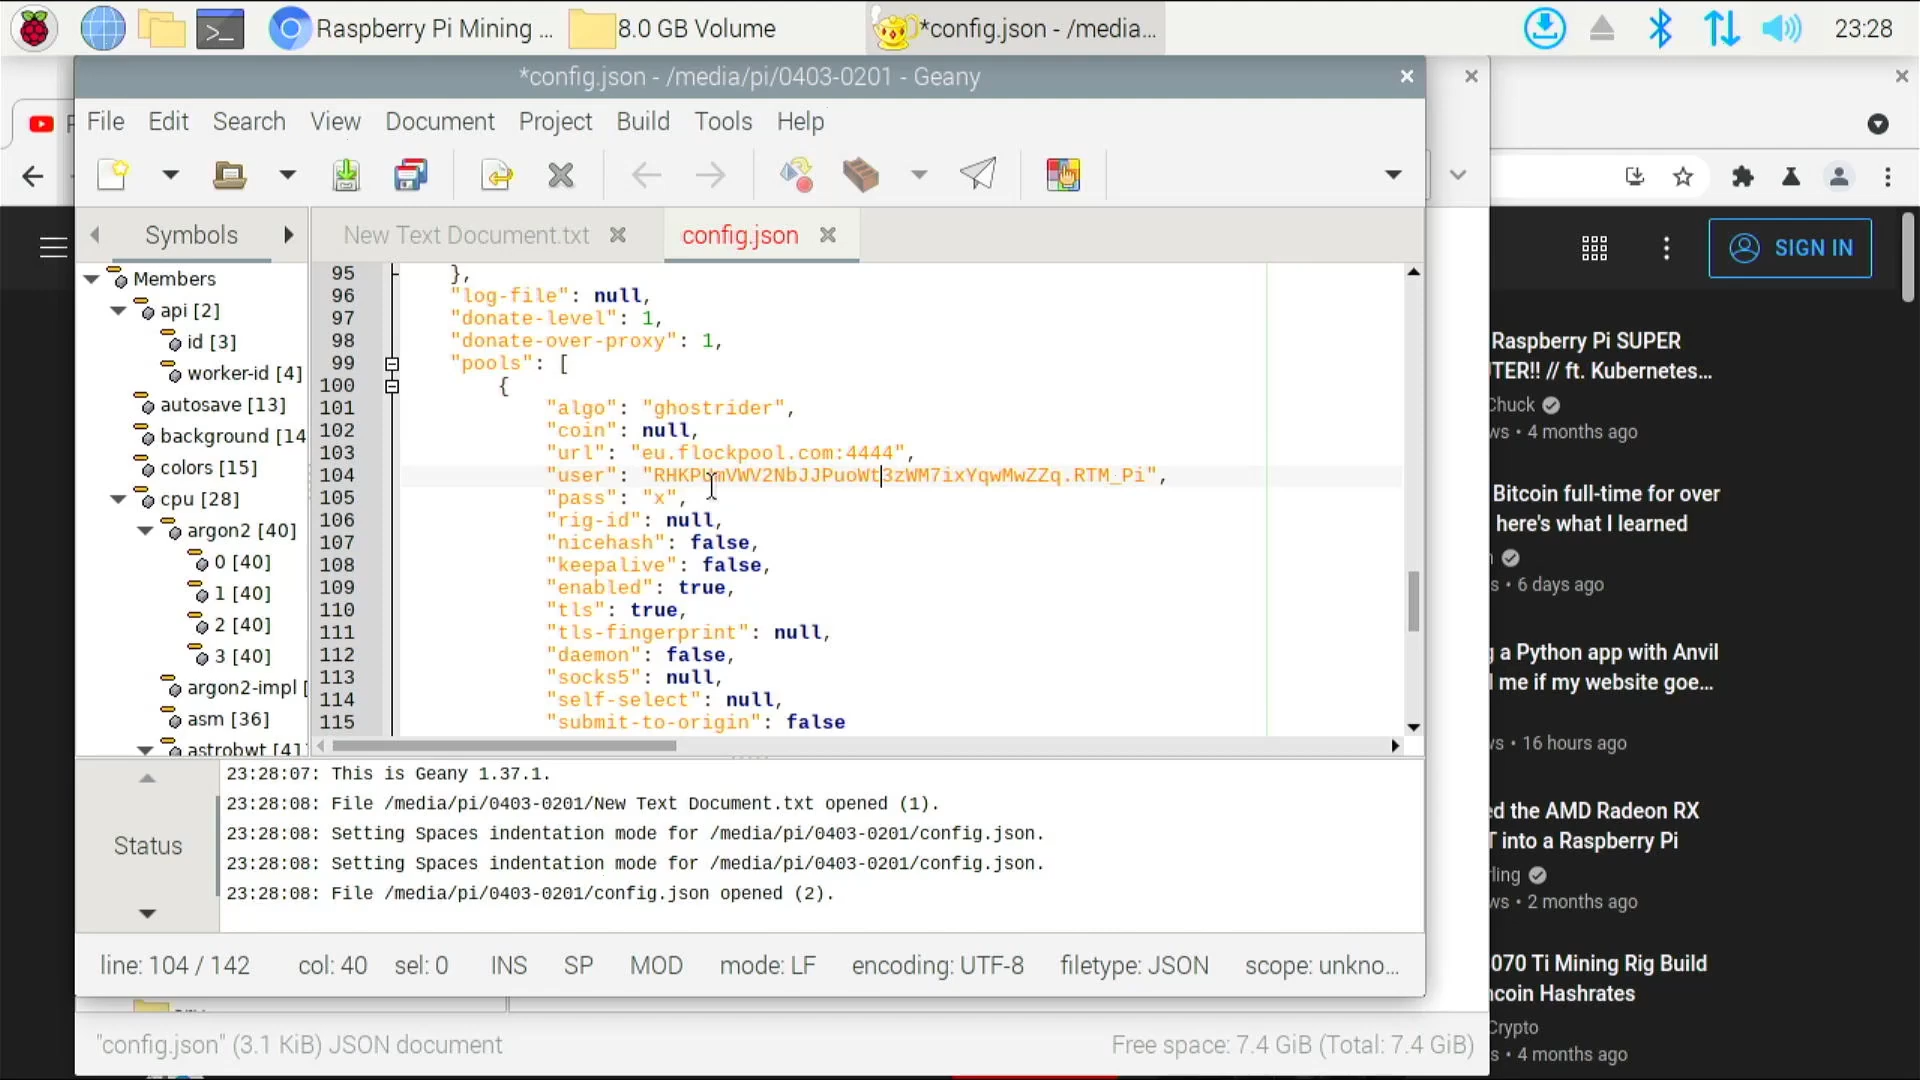 Raspberry Pi Mining ...
8.0 GB Volume
*config.json - /media...
23:28
*config.json - /media/pi/0403-0201 - Geany
File Edit Search View Document Project Build Tools Help
Symbols
New Text Document.txt
config.json
SIGN IN
Members
api [2]
id [3]
worker-id [4]
autosave [13]
background [14
colors [15]
cpu [28]
argon2 [40]
0 [40]
1 [40]
2 [40]
3 [40]
argon2-impl [
asm [36]
astrobwt [41]
95 },
96 "log-file": null,
97 "donate-level": 1,
98 "donate-over-proxy": 1,
99 "pools": [
100 {
101 "algo": "ghostrider",
102 "coin": null,
103 "url": "eu.flockpool.com:4444",
104 "user": "RHKPUmVWV2NbJJPuoWt3zWM7ixYqwMwZZq.RTM_Pi",
105 "pass": "x",
106 "rig-id": null,
107 "nicehash": false,
108 "keepalive": false,
109 "enabled": true,
110 "tls": true,
111 "tls-fingerprint": null,
112 "daemon": false,
113 "socks5": null,
114 "self-select": null,
115 "submit-to-origin": false
Raspberry Pi SUPER
TER!! // ft. Kubernetes...
Chuck
ws • 4 months ago
Bitcoin full-time for over
here's what I learned
s • 6 days ago
g a Python app with Anvil
l me if my website goe...
ws • 16 hours ago
ed the AMD Radeon RX
T into a Raspberry Pi
rling
ws • 2 months ago
070 Ti Mining Rig Build
ncoin Hashrates
Crypto
s • 4 months ago
Status
23:28:07: This is Geany 1.37.1.
23:28:08: File /media/pi/0403-0201/New Text Document.txt opened (1).
23:28:08: Setting Spaces indentation mode for /media/pi/0403-0201/config.json.
23:28:08: Setting Spaces indentation mode for /media/pi/0403-0201/config.json.
23:28:08: File /media/pi/0403-0201/config.json opened (2).
line: 104 / 142 col: 40 sel: 0 INS SP MOD mode: LF encoding: UTF-8 filetype: JSON scope: unkno...
"config.json" (3.1 KiB) JSON document
Free space: 7.4 GiB (Total: 7.4 GiB)